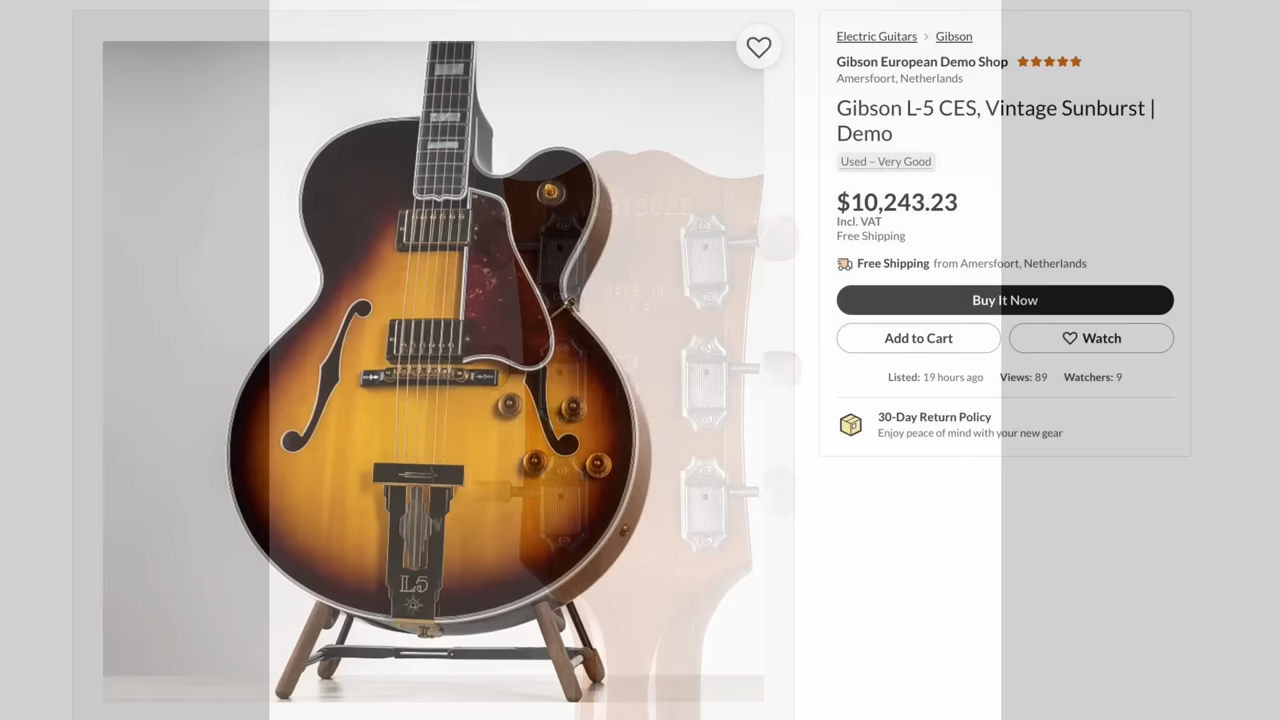 Electric Guitars > Gibson
Gibson European Demo Shop
Amersfoort, Netherlands
Gibson L-5 CES, Vintage Sunburst |
Demo
Used – Very Good
$10,243.23
Incl. VAT
Free Shipping
Free Shipping from Amersfoort, Netherlands
Buy It Now
Add to Cart
Watch
Listed: 19 hours ago Views: 89 Watchers: 9
30-Day Return Policy
Enjoy peace of mind with your new gear
MADE IN
L5